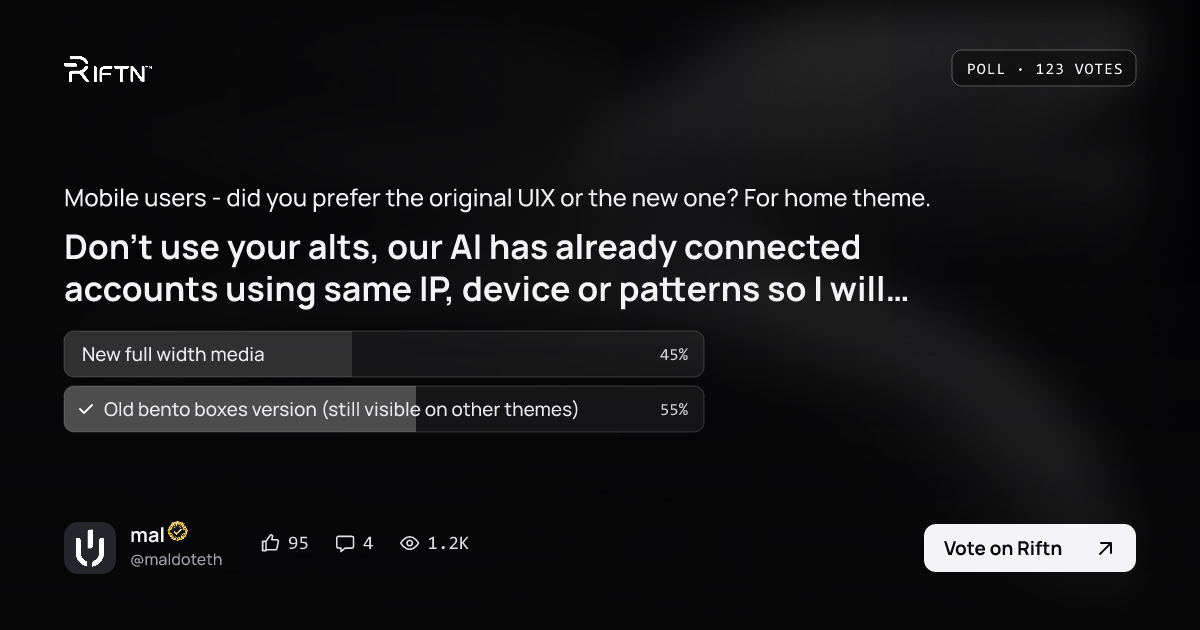 RIFTN™
POLL · 123 VOTES
Mobile users - did you prefer the original UIX or the new one? For home theme.
Don't use your alts, our AI has already connected
accounts using same IP, device or patterns so I will...
New full width media 45%
✓ Old bento boxes version (still visible on other themes) 55%
mal
@maldoteth
95 4 1.2K
Vote on Riftn ↗